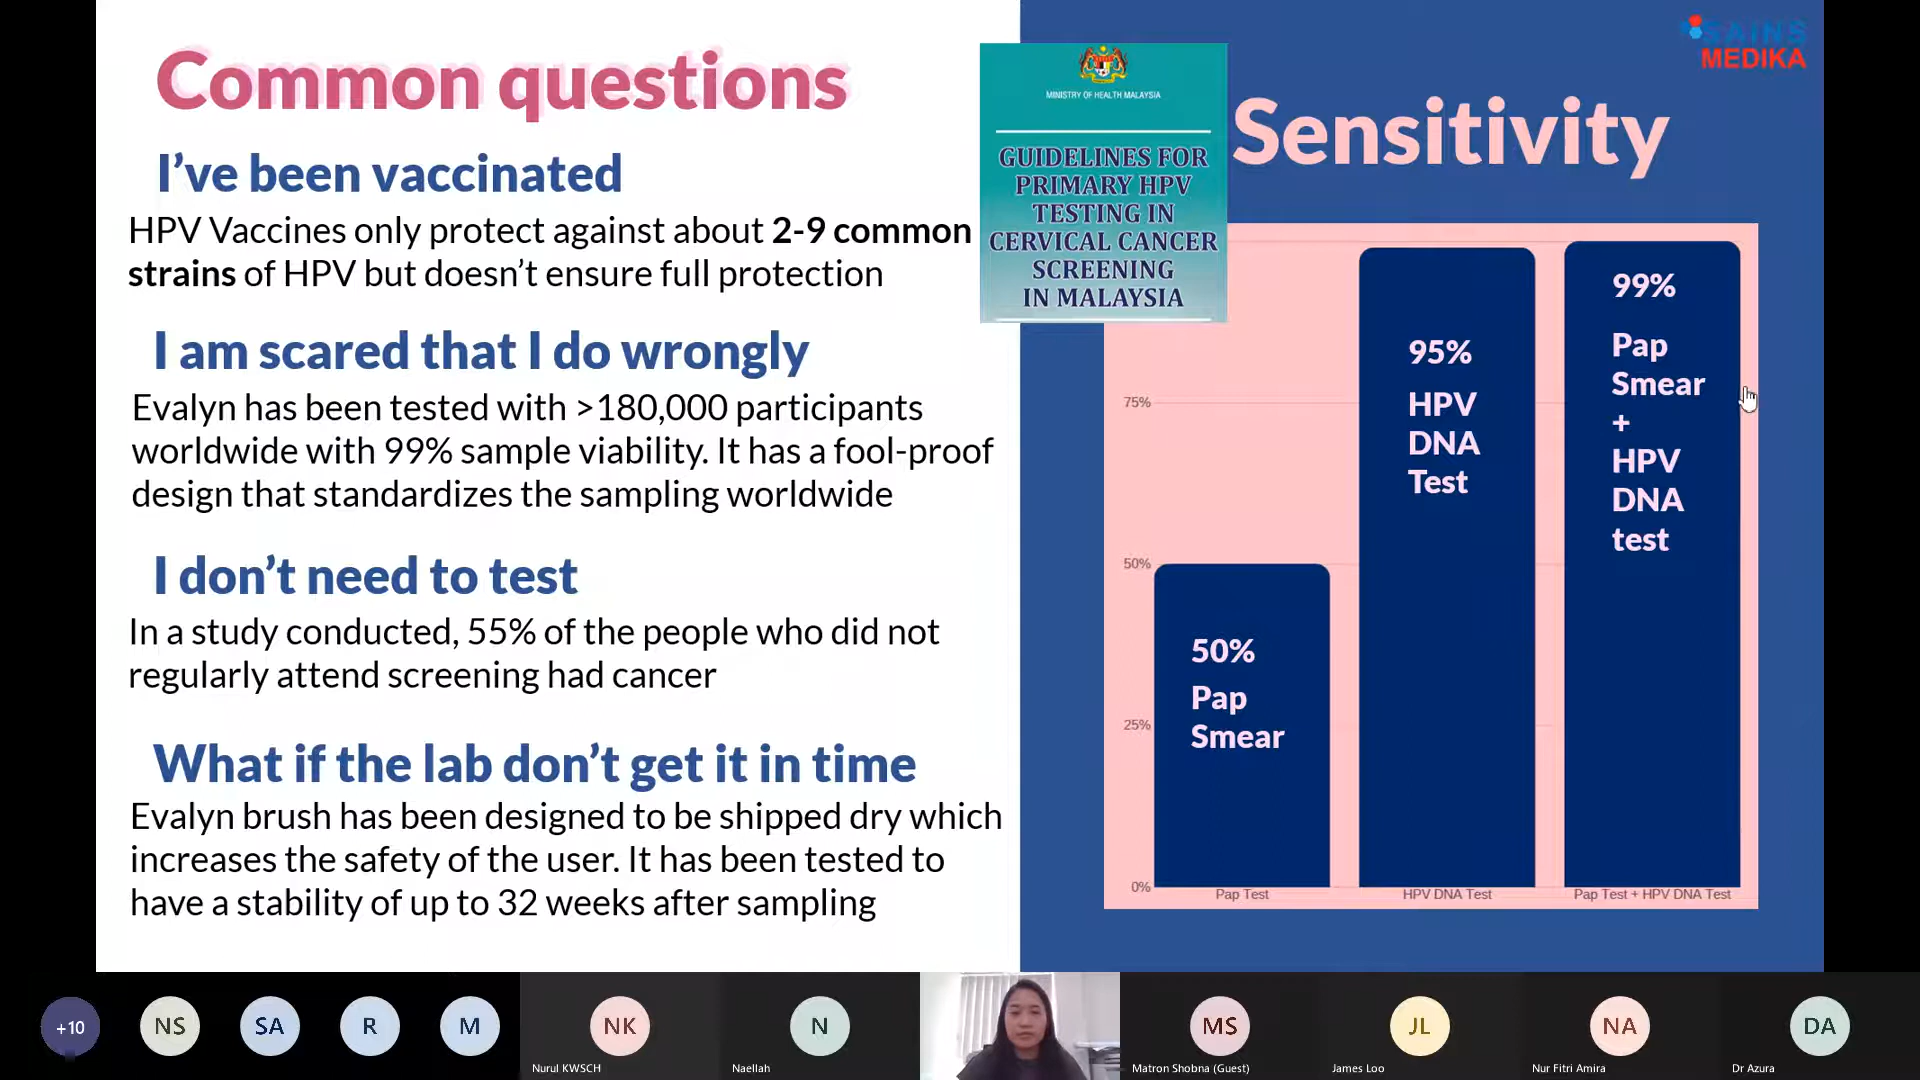 Common questions
I've been vaccinated
HPV Vaccines only protect against about 2-9 common
strains of HPV but doesn't ensure full protection
I am scared that I do wrongly
Evalyn has been tested with >180,000 participants
worldwide with 99% sample viability. It has a fool-proof
design that standardizes the sampling worldwide
I don't need to test
In a study conducted, 55% of the people who did not
regularly attend screening had cancer
What if the lab don't get it in time
Evalyn brush has been designed to be shipped dry which
increases the safety of the user. It has been tested to
have a stability of up to 32 weeks after sampling
MINISTRY OF HEALTH MALAYSIA
GUIDELINES FOR
PRIMARY HPV
TESTING IN
CERVICAL CANCER
SCREENING
IN MALAYSIA
SAINS
MEDIKA
Sensitivity
75%
50%
25%
0%
50%
Pap
Smear
95%
HPV
DNA
Test
99%
Pap
Smear
+
HPV
DNA
test
Pap Test
HPV DNA Test
Pap Test + HPV DNA Test
+10
NS
SA
R
M
NK
Nurul KWSCH
N
Naellah
MS
Matron Shobna (Guest)
JL
James Loo
NA
Nur Fitri Amira
DA
Dr Azura